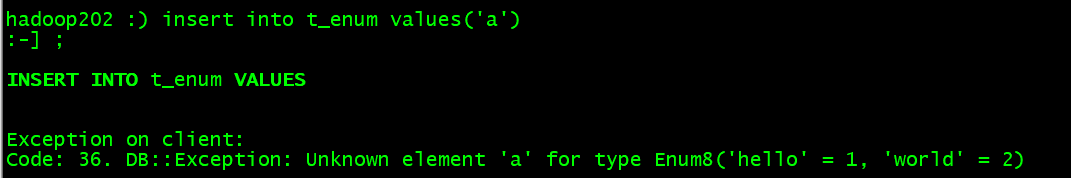 hadoop202 :) insert into t_enum values('a')
:-] ;
INSERT INTO t_enum VALUES
Exception on client:
Code: 36. DB::Exception: Unknown element 'a' for type Enum8('hello' = 1, 'world' = 2)